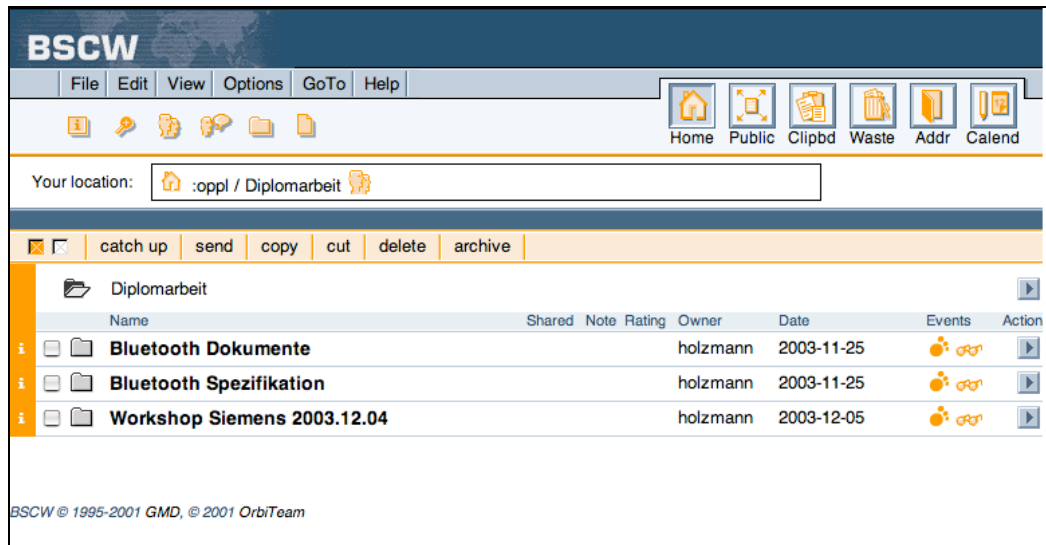 BSCW
File Edit View Options GoTo Help
Home Public Clipbd Waste Addr Calend
Your location: :oppl / Diplomarbeit
catch up send copy cut delete archive
Diplomarbeit
Name Shared Note Rating Owner Date Events Action
i Bluetooth Dokumente holzmann 2003-11-25
i Bluetooth Spezifikation holzmann 2003-11-25
i Workshop Siemens 2003.12.04 holzmann 2003-12-05
BSCW © 1995-2001 GMD, © 2001 OrbiTeam